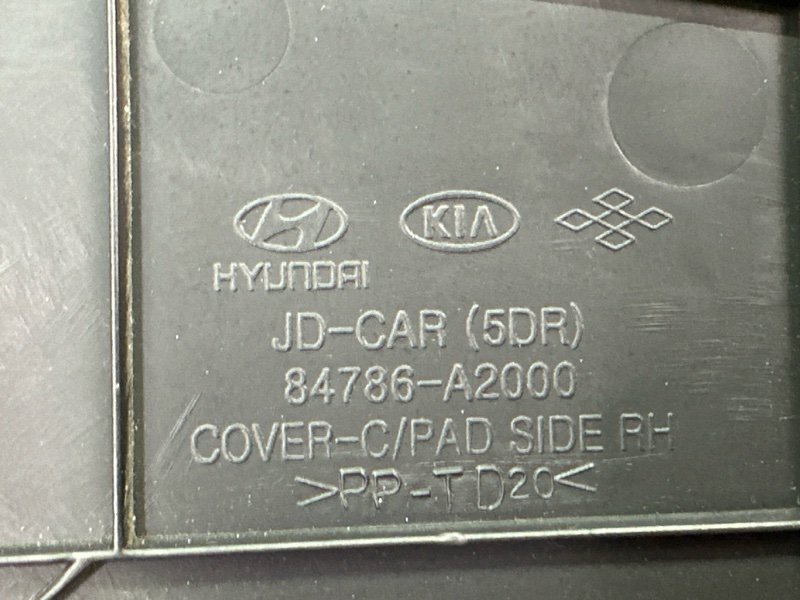 KIA
HYUNDAI
JD-CAR (5DR)
84786-A2000
COVER-C/PAD SIDE RH
>PP-TD20<